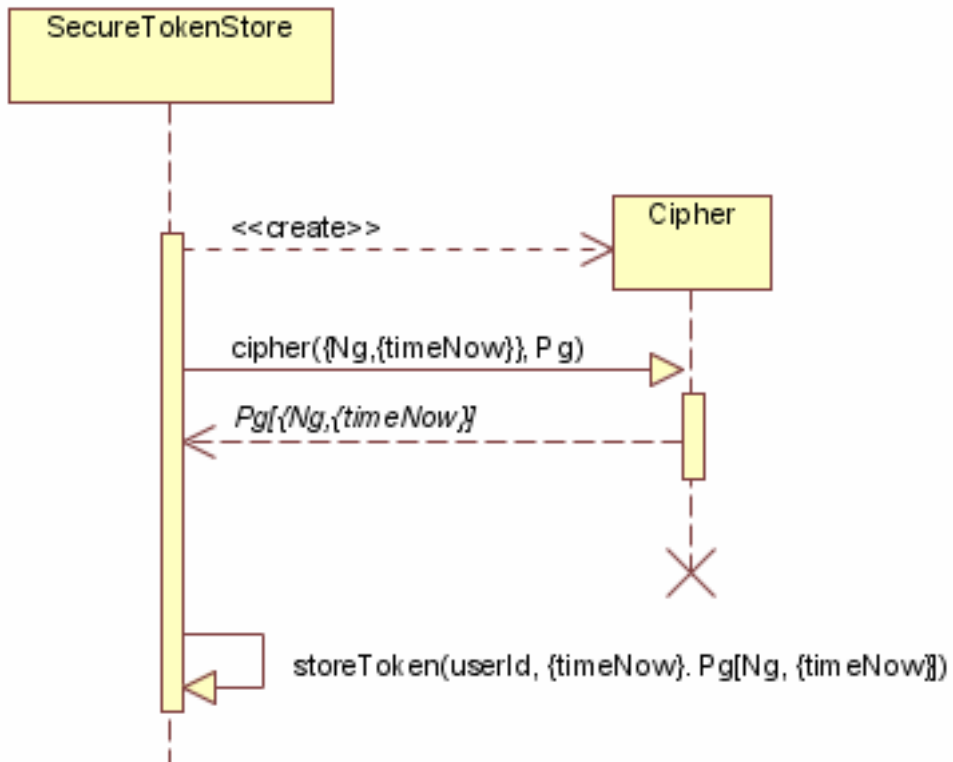 SecureTokenStore
Cipher
<<create>>
cipher({Ng,{timeNow}}, Pg)
Pg[{Ng,{timeNow}]
storeToken(userId, {timeNow}. Pg[Ng, {timeNow}])